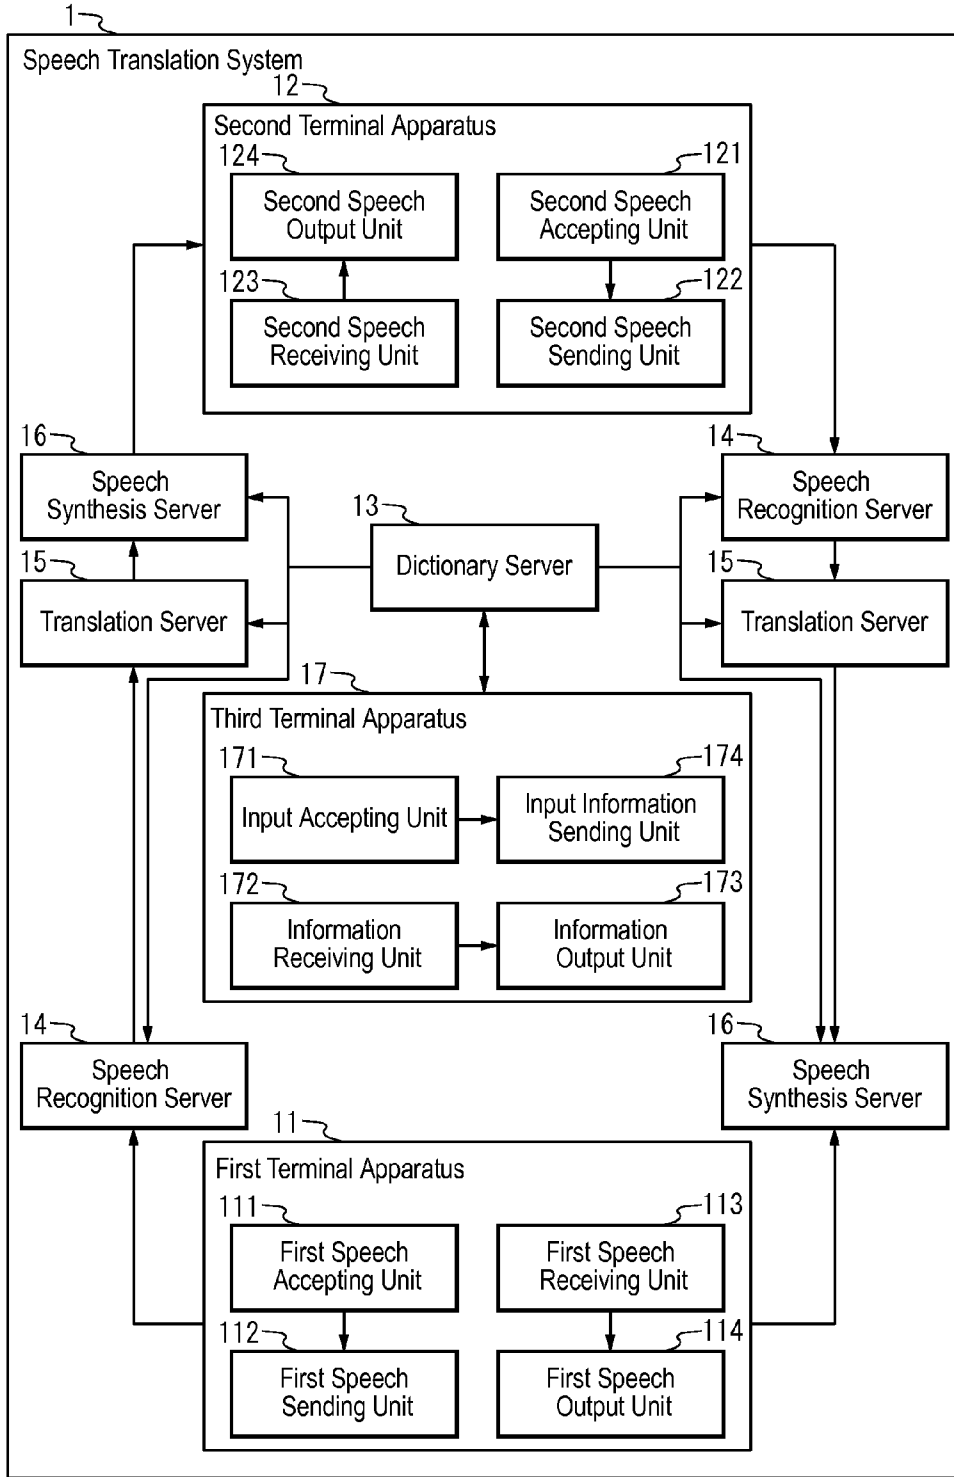 1
Speech Translation System
12
Second Terminal Apparatus
124
121
Second Speech
Output Unit
Second Speech
Accepting Unit
123
122
Second Speech
Receiving Unit
Second Speech
Sending Unit
16
14
Speech
Synthesis Server
Speech
Recognition Server
13
Dictionary Server
15
15
Translation Server
Translation Server
17
Third Terminal Apparatus
171
174
Input Accepting Unit
Input Information
Sending Unit
172
173
Information
Receiving Unit
Information
Output Unit
14
16
Speech
Recognition Server
Speech
Synthesis Server
11
First Terminal Apparatus
111
113
First Speech
Accepting Unit
First Speech
Receiving Unit
112
114
First Speech
Sending Unit
First Speech
Output Unit